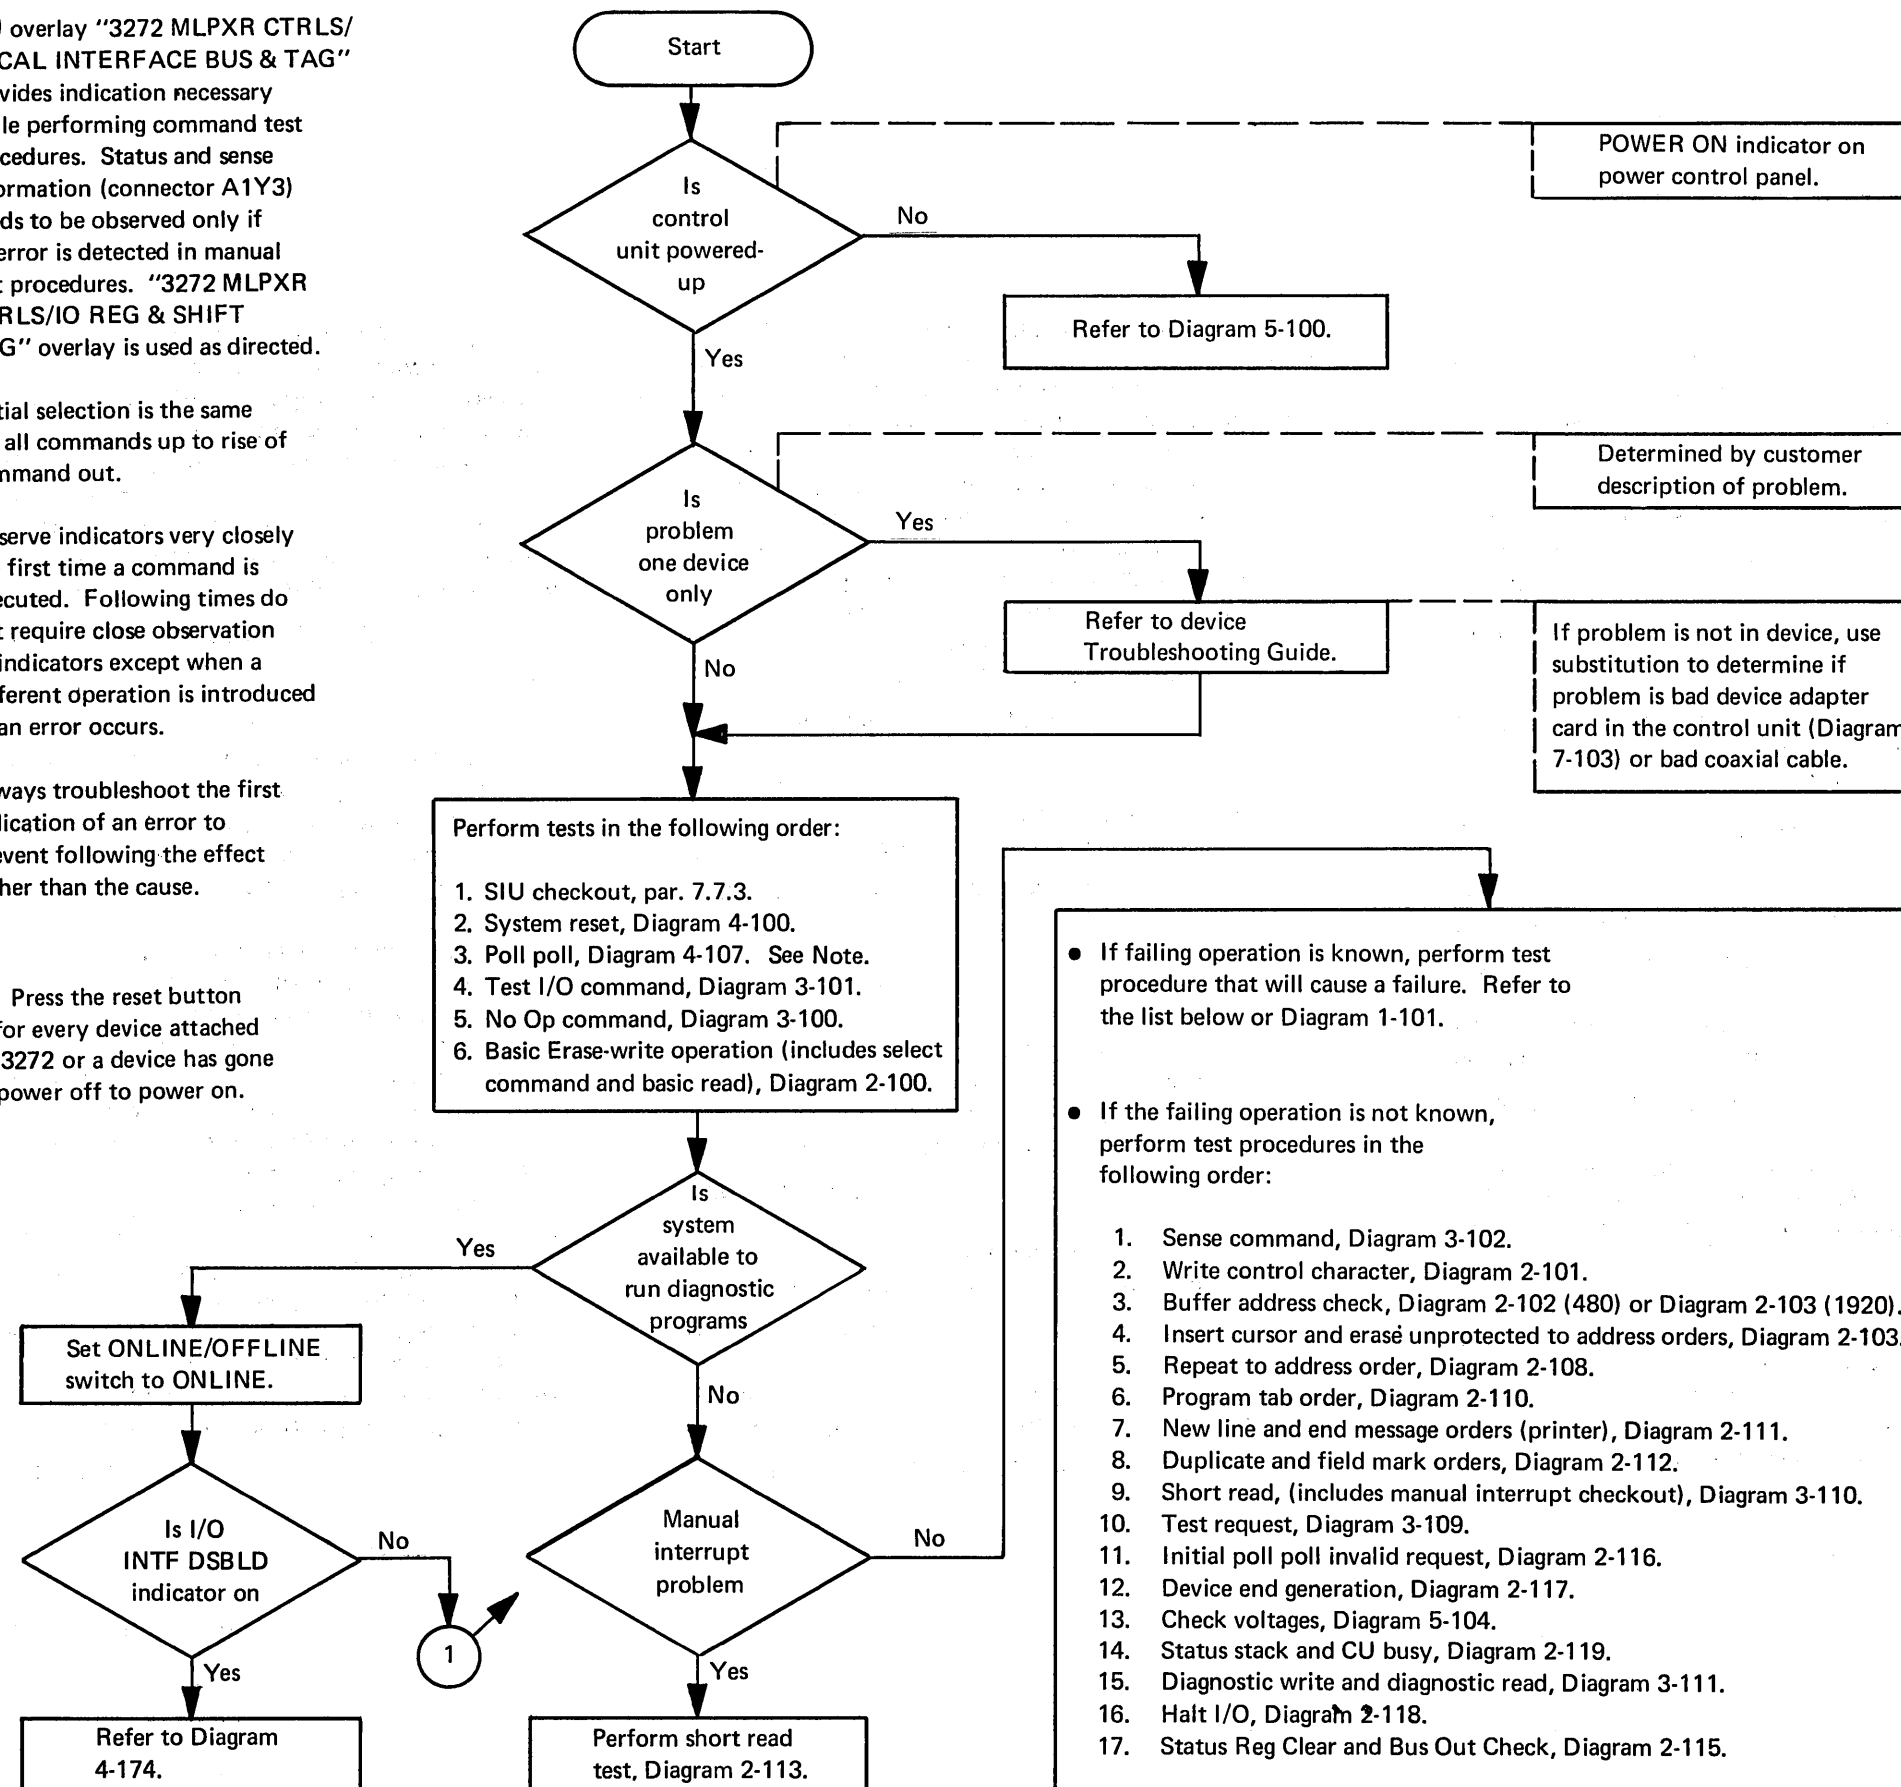 overlay "3272 MLPXR CTRLS/
CAL INTERFACE BUS & TAG"
vides indication necessary
le performing command test
cedures. Status and sense
ormation (connector A1Y3)
ds to be observed only if
error is detected in manual
t procedures. "3272 MLPXR
RLS/IO REG & SHIFT
G" overlay is used as directed.
tial selection is the same
all commands up to rise of
mmand out.
serve indicators very closely
first time a command is
ecuted. Following times do
t require close observation
indicators except when a
ferent operation is introduced
an error occurs.
ways troubleshoot the first
lication of an error to
event following the effect
her than the cause.
Press the reset button
for every device attached
3272 or a device has gone
power off to power on.
Start
Is
control
unit powered-
up
No
Yes
POWER ON indicator on
power control panel.
Refer to Diagram 5-100.
Is
problem
one device
only
Yes
No
Determined by customer
description of problem.
Refer to device
Troubleshooting Guide.
If problem is not in device, use
substitution to determine if
problem is bad device adapter
card in the control unit (Diagram
7-103) or bad coaxial cable.
Perform tests in the following order:
1. SIU checkout, par. 7.7.3.
2. System reset, Diagram 4-100.
3. Poll poll, Diagram 4-107. See Note.
4. Test I/O command, Diagram 3-101.
5. No Op command, Diagram 3-100.
6. Basic Erase-write operation (includes select
command and basic read), Diagram 2-100.
Is
system
available to
run diagnostic
programs
Yes
No
Set ONLINE/OFFLINE
switch to ONLINE.
Is I/O
INTF DSBLD
indicator on
No
1
Yes
Refer to Diagram
4-174.
Manual
interrupt
problem
No
Yes
Perform short read
test, Diagram 2-113.
• If failing operation is known, perform test
procedure that will cause a failure. Refer to
the list below or Diagram 1-101.
• If the failing operation is not known,
perform test procedures in the
following order:
1. Sense command, Diagram 3-102.
2. Write control character, Diagram 2-101.
3. Buffer address check, Diagram 2-102 (480) or Diagram 2-103 (1920).
4. Insert cursor and erase unprotected to address orders, Diagram 2-103.
5. Repeat to address order, Diagram 2-108.
6. Program tab order, Diagram 2-110.
7. New line and end message orders (printer), Diagram 2-111.
8. Duplicate and field mark orders, Diagram 2-112.
9. Short read, (includes manual interrupt checkout), Diagram 3-110.
10. Test request, Diagram 3-109.
11. Initial poll poll invalid request, Diagram 2-116.
12. Device end generation, Diagram 2-117.
13. Check voltages, Diagram 5-104.
14. Status stack and CU busy, Diagram 2-119.
15. Diagnostic write and diagnostic read, Diagram 3-111.
16. Halt I/O, Diagram 2-118.
17. Status Reg Clear and Bus Out Check, Diagram 2-115.